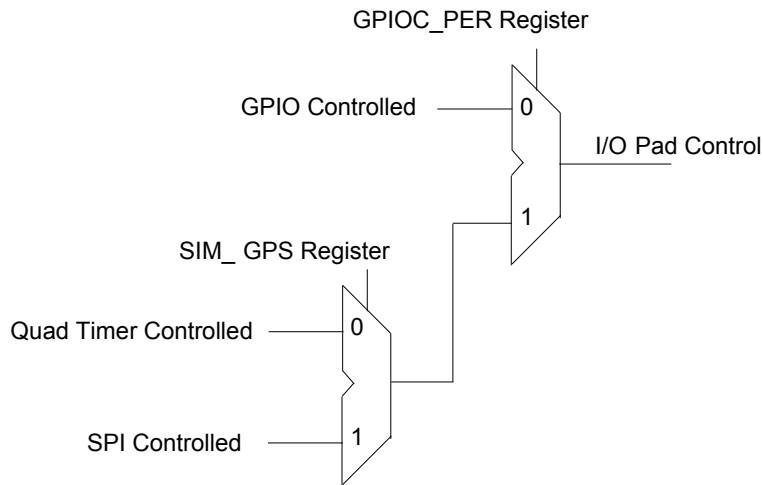 GPIOC_PER Register
GPIO Controlled
0
I/O Pad Control
1
SIM_ GPS Register
Quad Timer Controlled
0
SPI Controlled
1